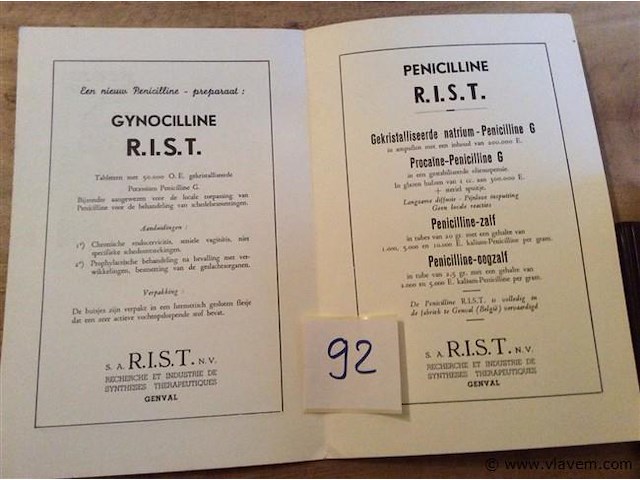 Een nieuw Penicilline - preparaat :
GYNOCILLINE
R.I.S.T.
Tabletten met 50.000 O. E. gekristalliseerde
Potassium Penicilline G.
Bijzonder aangewezen voor de locale toepassing van
Penicilline voor de behandeling van schedebesmettingen.
Aanduidingen :
1°) Chronische endocervicitis, seniele vaginitis, niet
specifieke schedeontstekingen.
2°) Prophylactische behandeling na bevalling met ver-
wikkelingen, besmetting van de geslachtsorganen.
Verpakking :
De buisjes zijn verpakt in een hermetisch gesloten flesje
dat een zeer actieve vochtopslorpende stof bevat.
S. A. R.I.S.T. N. V.
RECHERCHE ET INDUSTRIE DE
SYNTHESES THERAPEUTIQUES
GENVAL
PENICILLINE
R.I.S.T.
Gekristalliseerde natrium - Penicilline G
in ampullen met een inhoud van 200.000 E.
Procaine-Penicilline G
in een gestabiliseerde oliesuspensie.
In glazen buizen van 1 cc. aan 300.000 E.
+ steriel spuitje.
Langzame diffusie - Pijnloze inspuiting
Geen locale reacties
Penicilline-zalf
in tubes van 20 gr. met een gehalte van
1.000, 5.000 en 10.000 E. kalium-Penicilline per gram.
Penicilline-oogzalf
in tube van 2,5 gr. met een gehalte van
2.000 en 5.000 E. kalium-Penicilline per gram.
De Penicilline R.I.S.T. is volledig in
de fabriek te Genval (België) vervaardigd
S. A. R.I.S.T. N. V.
RECHERCHE ET INDUSTRIE DE
SYNTHESES THERAPEUTIQUES
GENVAL
92
© www.vlavem.com